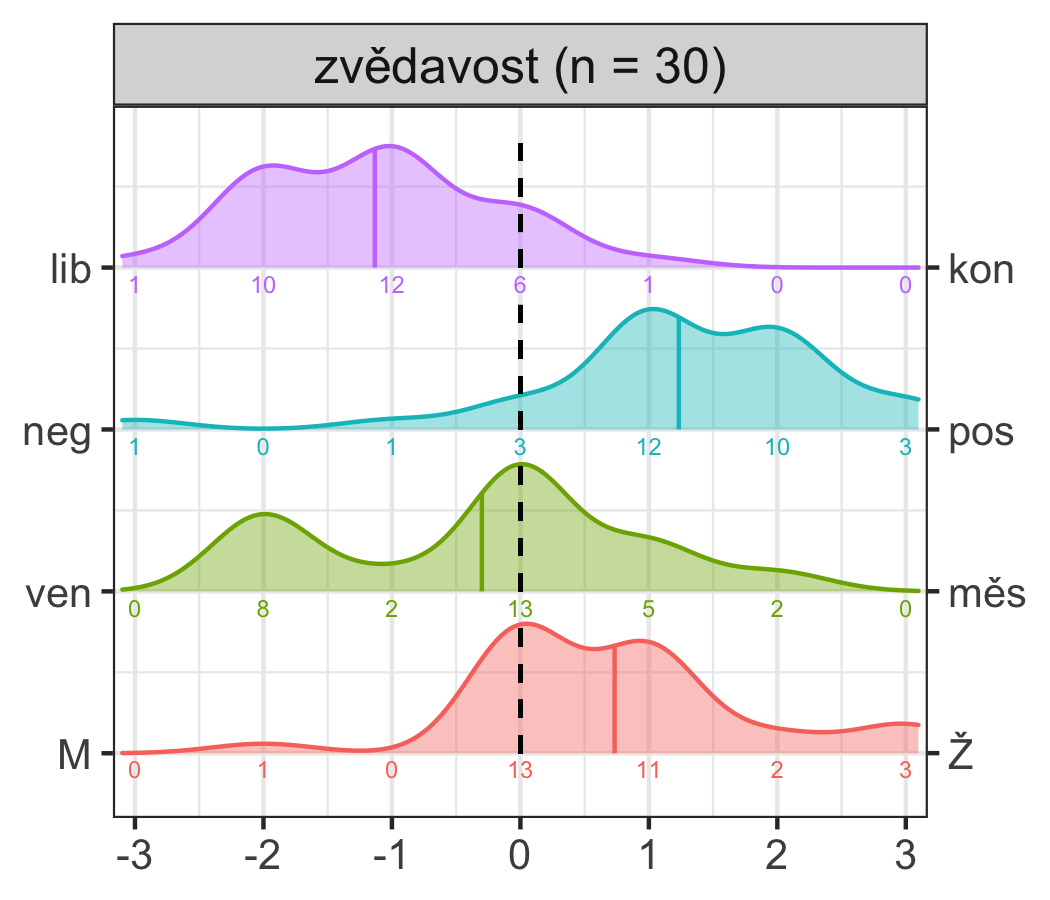 zvědavost (n = 30)
lib kon
1 10 12 6 1 0 0
neg pos
1 0 1 3 12 10 3
ven měs
0 8 2 13 5 2 0
M Ž
0 1 0 13 11 2 3
-3 -2 -1 0 1 2 3